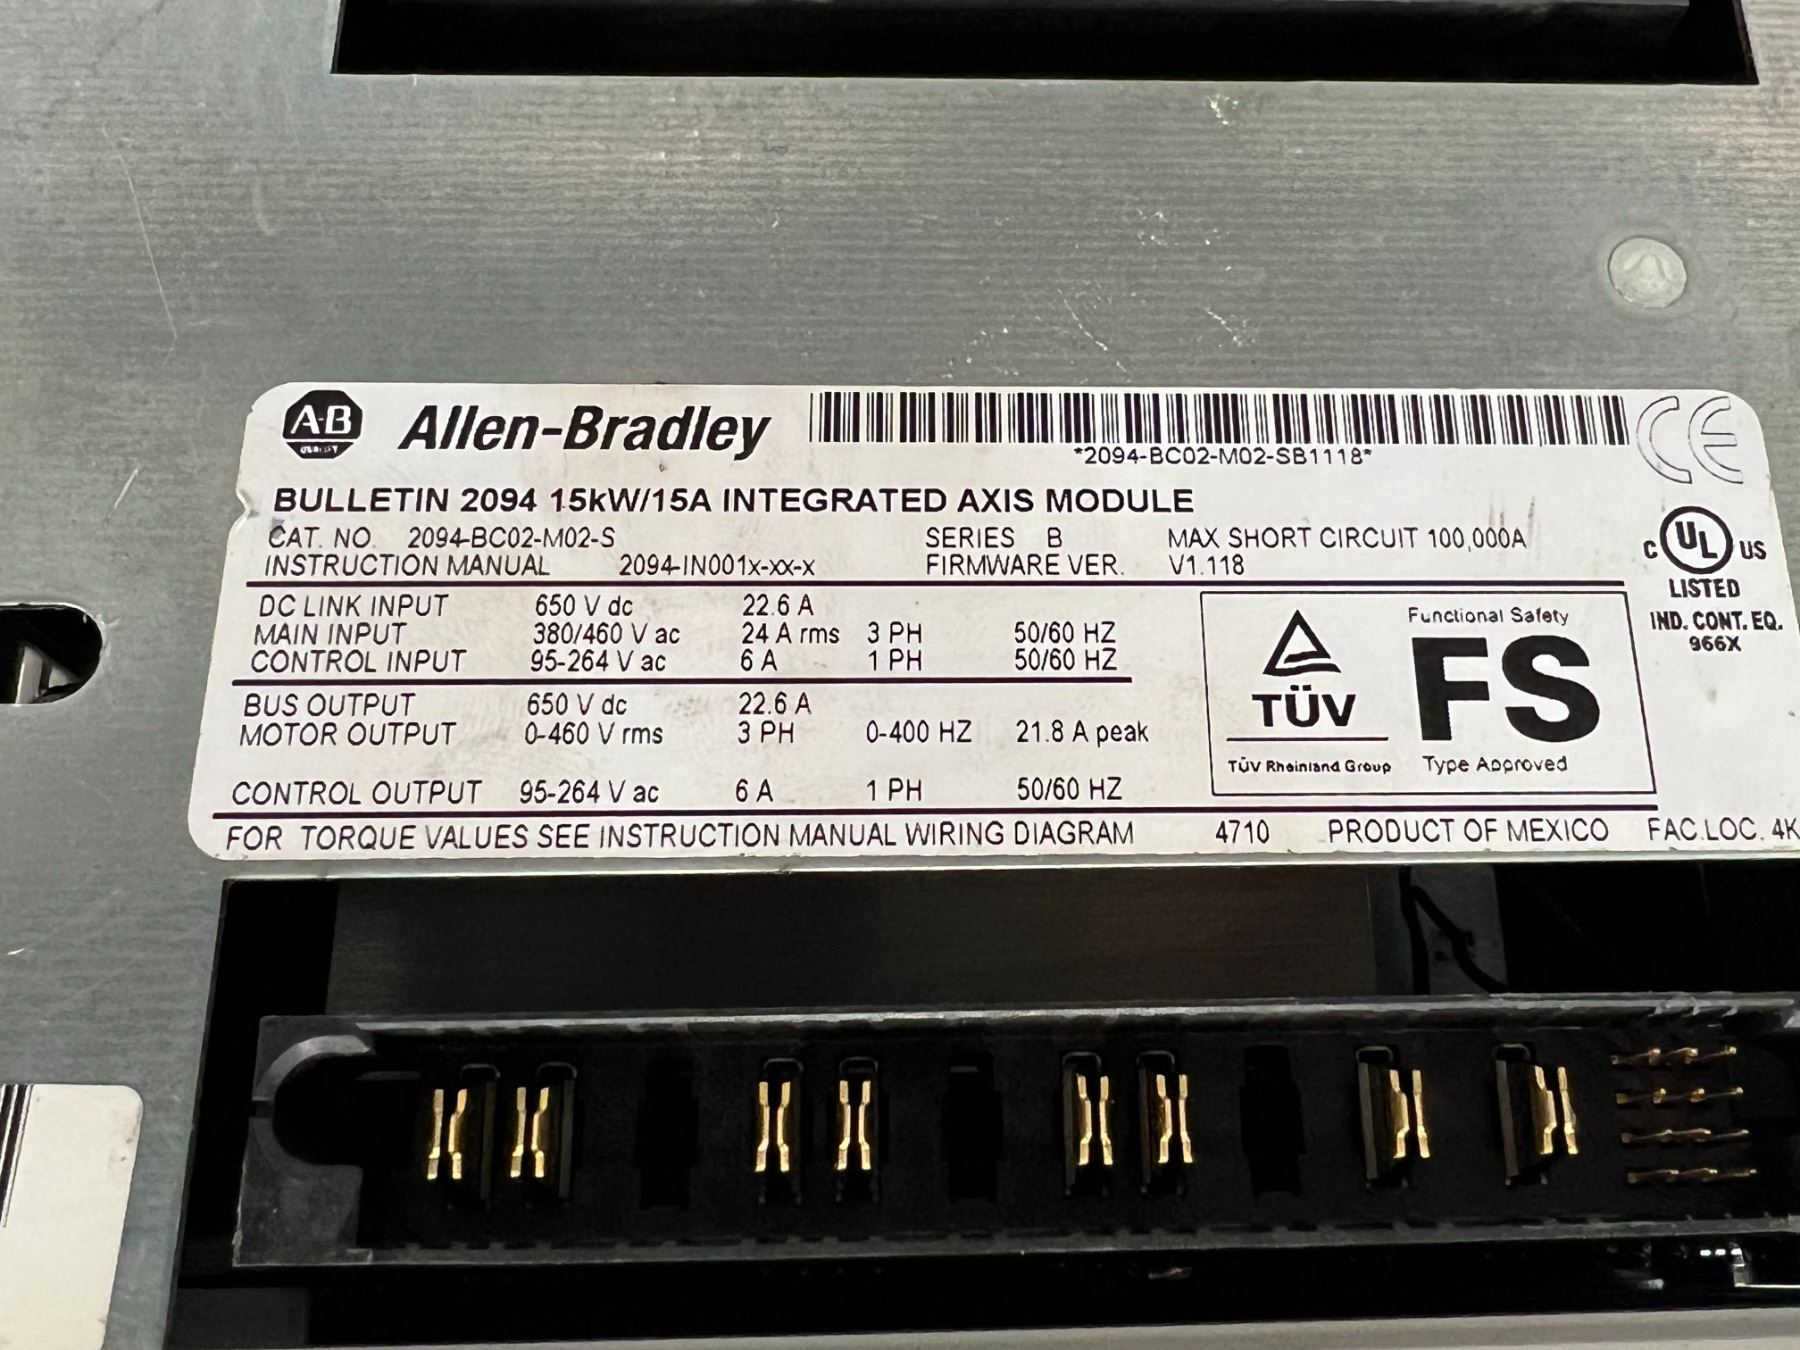 A-B
QUALITY
Allen-Bradley
*2094-BC02-M02-SB1118*
CE
BULLETIN 2094 15kW/15A INTEGRATED AXIS MODULE
CAT. NO. 2094-BC02-M02-S SERIES B MAX SHORT CIRCUIT 100,000A
INSTRUCTION MANUAL 2094-IN001x-xx-x FIRMWARE VER. V1.118
C UL US
LISTED
IND. CONT. EQ.
966X
DC LINK INPUT 650 V dc 22.6 A
MAIN INPUT 380/460 V ac 24 A rms 3 PH 50/60 HZ
CONTROL INPUT 95-264 V ac 6 A 1 PH 50/60 HZ
BUS OUTPUT 650 V dc 22.6 A
MOTOR OUTPUT 0-460 V rms 3 PH 0-400 HZ 21.8 A peak
CONTROL OUTPUT 95-264 V ac 6 A 1 PH 50/60 HZ
Functional Safety
TÜV FS
TÜV Rheinland Group Type Approved
FOR TORQUE VALUES SEE INSTRUCTION MANUAL WIRING DIAGRAM 4710 PRODUCT OF MEXICO FAC.LOC. 4K